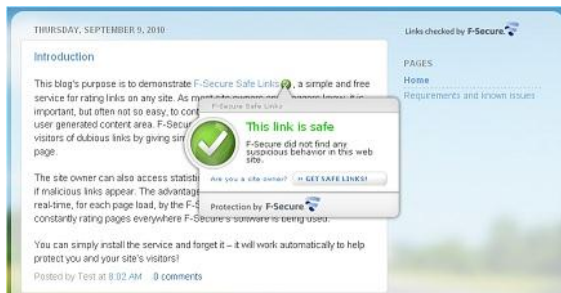 THURSDAY, SEPTEMBER 9, 2010
Introduction
This blog's purpose is to demonstrate F-Secure Safe Links, a simple and free
service for rating links on any site. As most site owners and
important, but often not so easy, to
user generated content area. F-Secure
visitors of dubious links by giving
page.
The site owner can also access
if malicious links appear. The
real-time, for each page load, by the
constantly rating pages everywhere F-Secure's software is being used.
You can simply install the service and forget it – it will work automatically to help
protect you and your site's visitors!
Posted by Test at 8:02 AM 0 comments
F-Secure Safe Links
This link is safe
F-Secure did not find any
suspicious behavior in this web
site.
Are you a site owner? » GET SAFE LINKS!
Protection by F-Secure.
Links checked by F-Secure.
PAGES
Home
Requirements and known issues